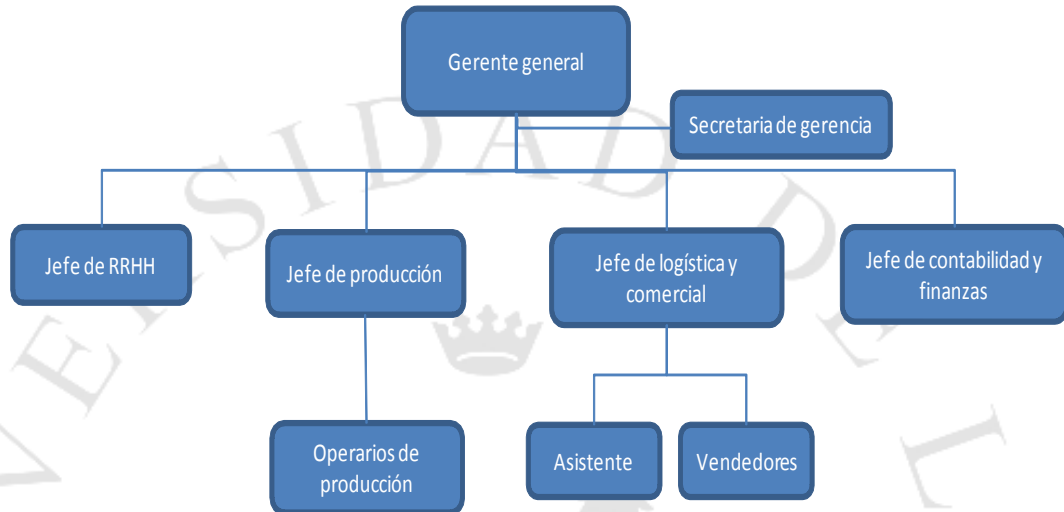 Gerente general
Secretaria de gerencia
Jefe de RRHH
Jefe de producción
Jefe de logística y
comercial
Jefe de contabilidad y
finanzas
Operarios de
producción
Asistente
Vendedores